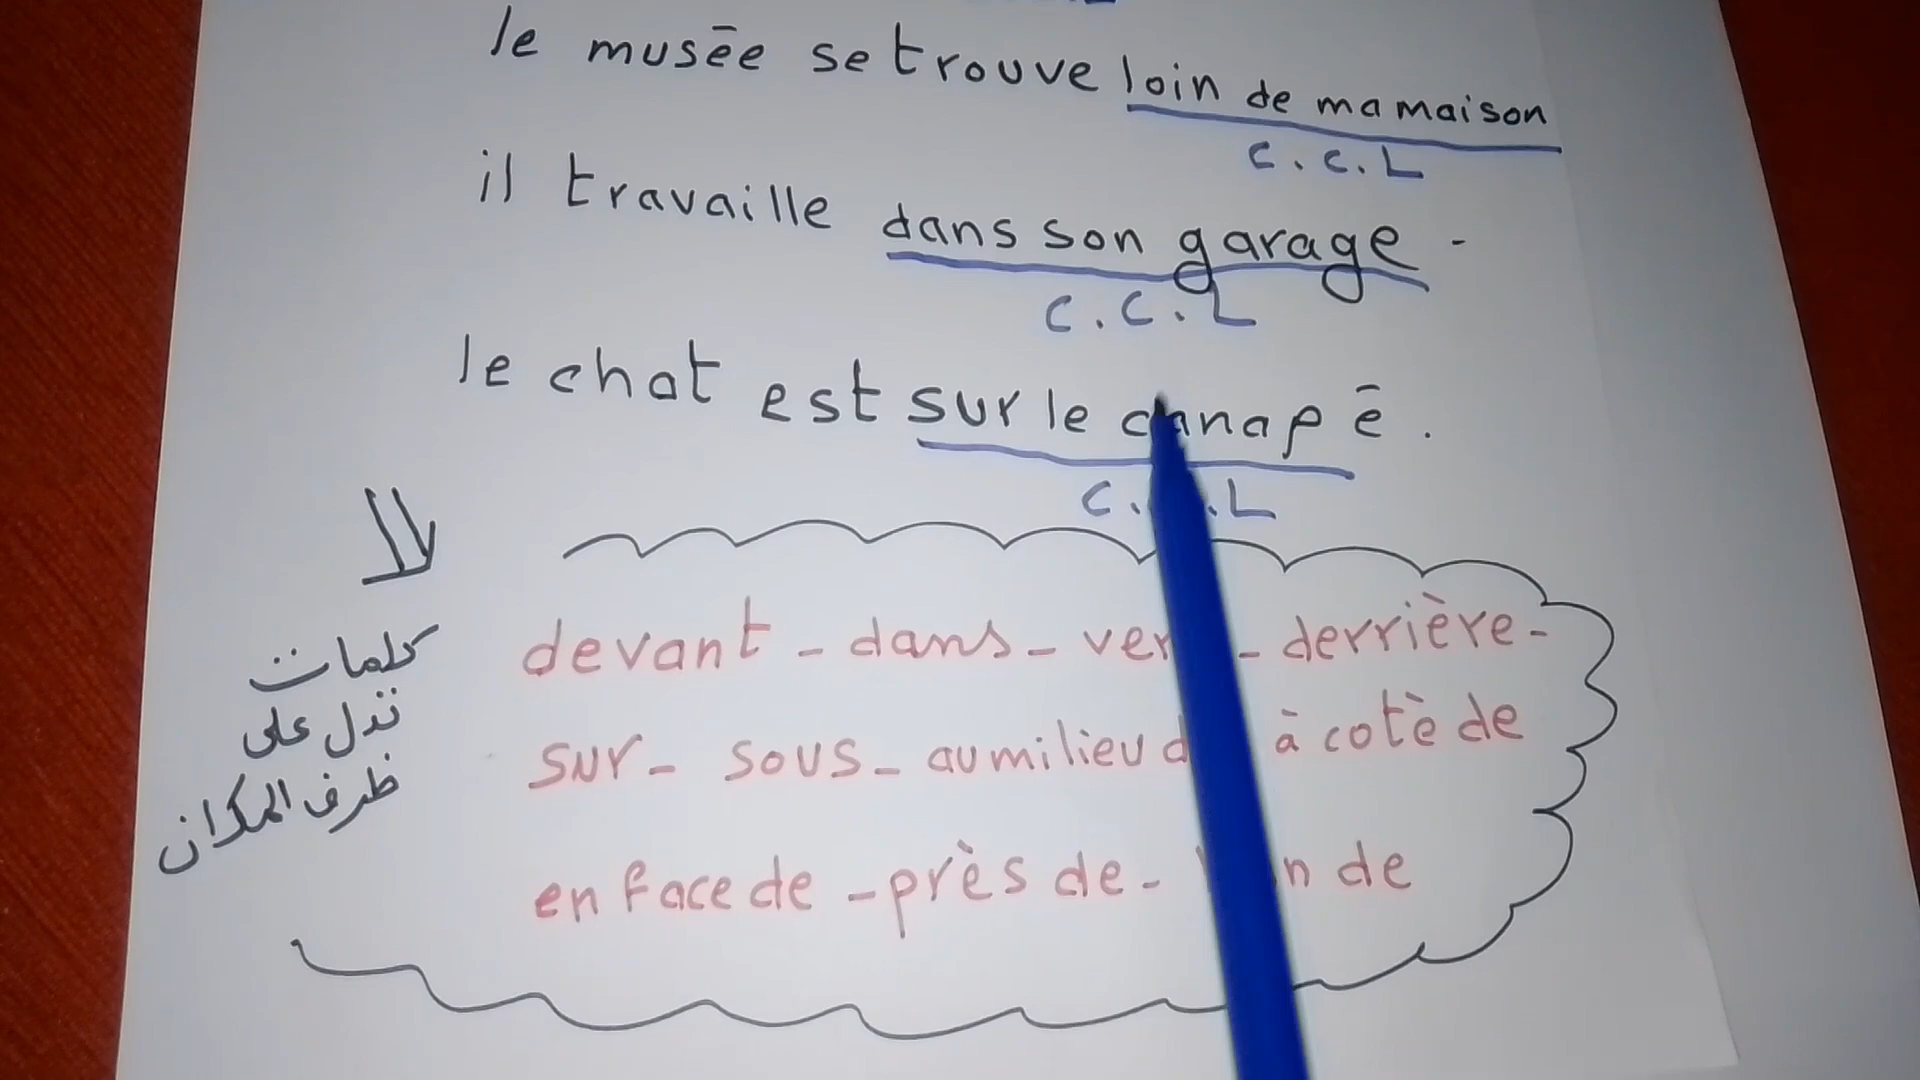 le musée se trouve loin de ma maison
C.C.L
il travaille dans son garage -
C.C.L
le chat est sur le canapé .
C. .L
devant - dans - - derrière -
sur - sous - au milieu à cotè de
en face de - près de - de
كلمات
تدل على
ظرف المكان